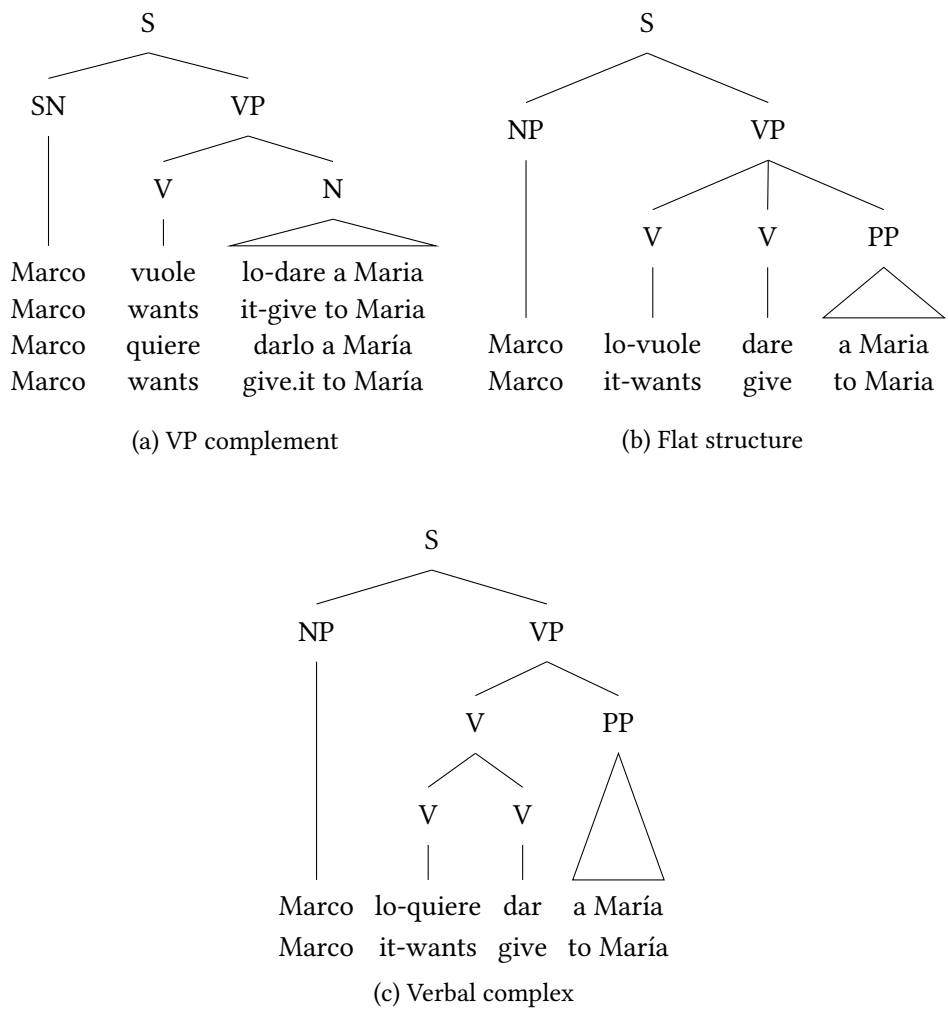 S
SN VP
V N
Marco vuole lo-dare a Maria
Marco wants it-give to Maria
Marco quiere darlo a María
Marco wants give.it to María
(a) VP complement
S
NP VP
V V PP
Marco lo-vuole dare a Maria
Marco it-wants give to Maria
(b) Flat structure
S
NP VP
V PP
V V
Marco lo-quiere dar a María
Marco it-wants give to María
(c) Verbal complex